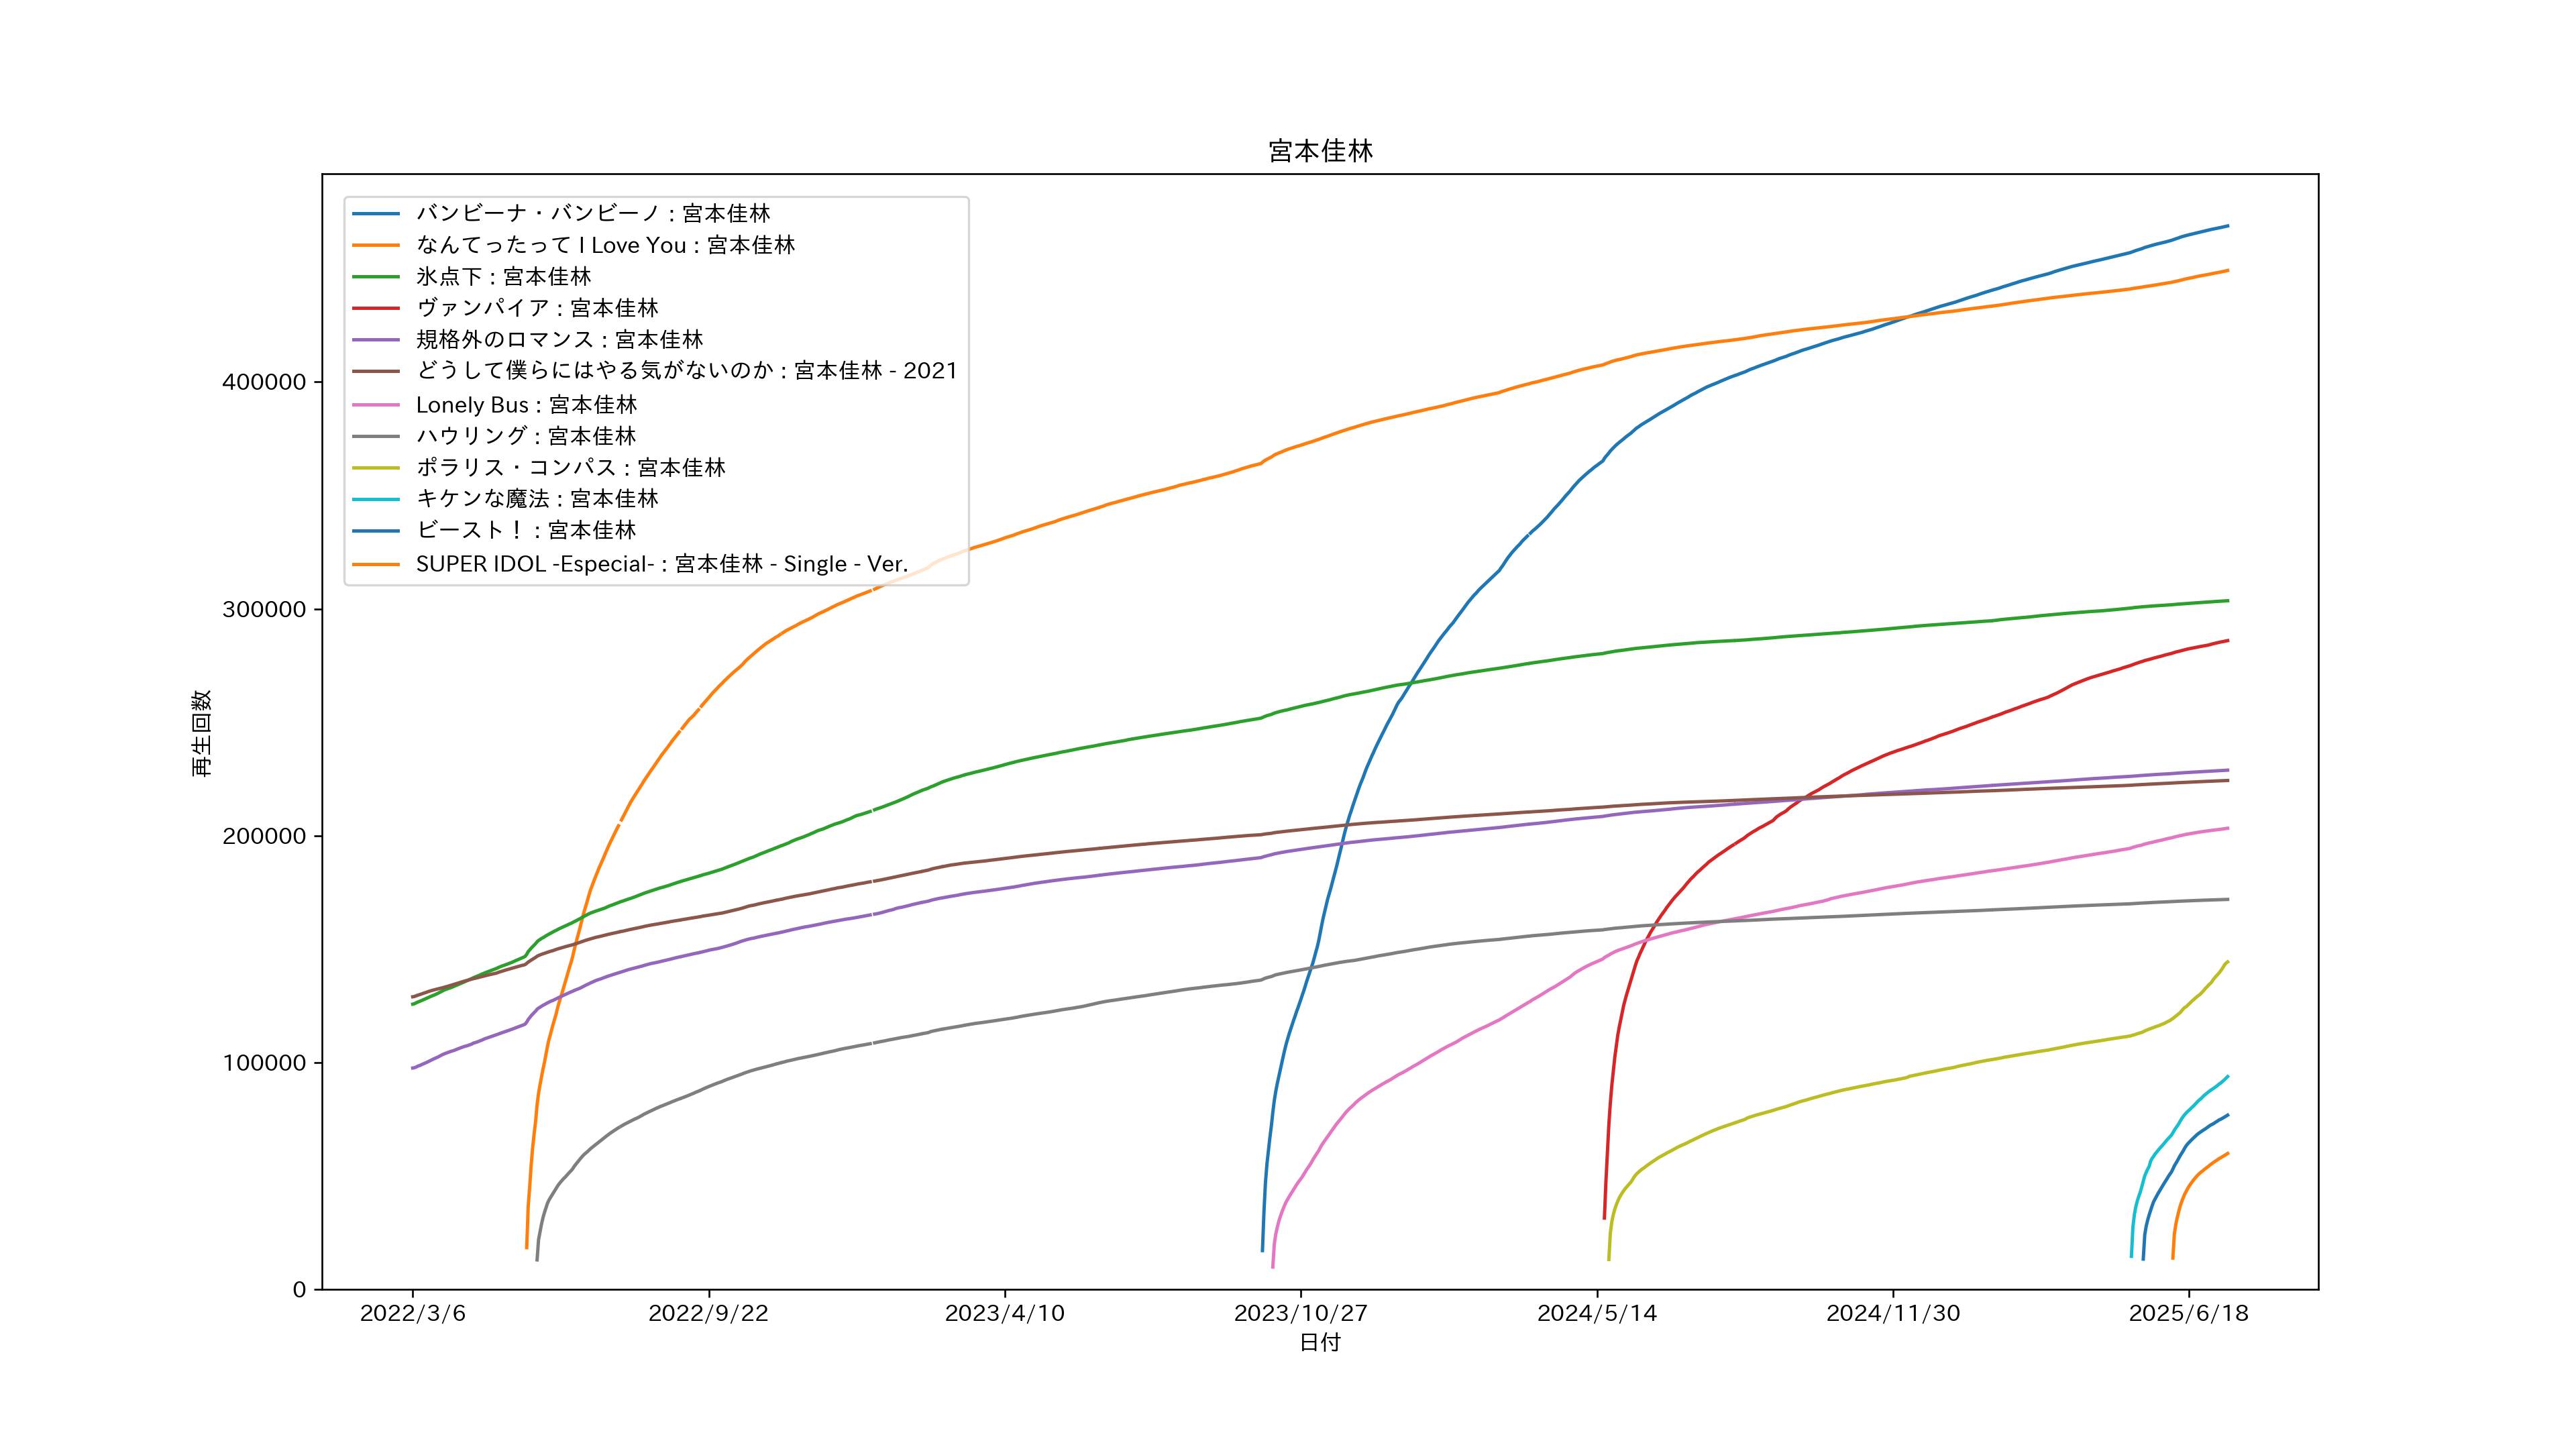 宮本佳林
バンビーナ・バンビーノ : 宮本佳林
なんてったって I Love You : 宮本佳林
氷点下 : 宮本佳林
ヴァンパイア : 宮本佳林
規格外のロマンス : 宮本佳林
どうして僕らにはやる気がないのか : 宮本佳林 - 2021
Lonely Bus : 宮本佳林
ハウリング : 宮本佳林
ポラリス・コンパス : 宮本佳林
キケンな魔法 : 宮本佳林
ビースト！ : 宮本佳林
SUPER IDOL -Especial- : 宮本佳林 - Single - Ver.
400000
300000
200000
100000
0
再生回数
2022/3/6 2022/9/22 2023/4/10 2023/10/27 2024/5/14 2024/11/30 2025/6/18
日付